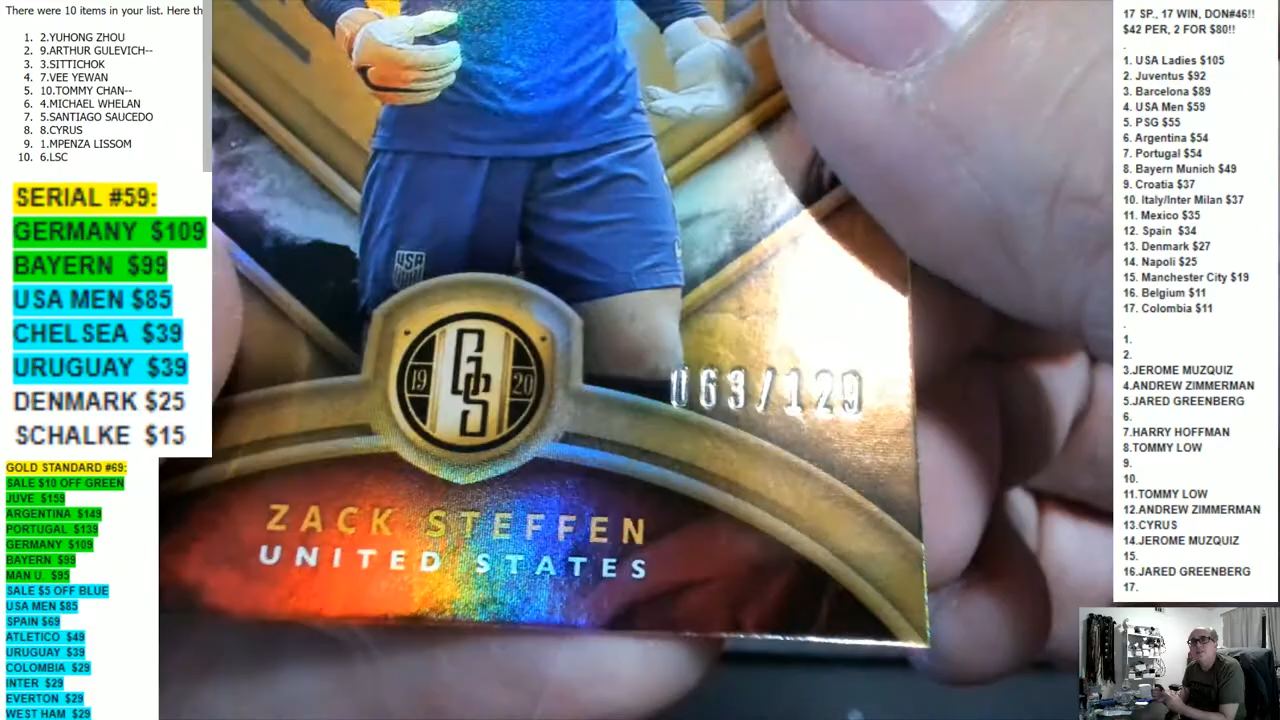 There were 10 items in your list. Here th
1. 2.YUHONG ZHOU
2. 9.ARTHUR GULEVICH--
3. 3.SITTICHOK
4. 7.VEE YEWAN
5. 10.TOMMY CHAN--
6. 4.MICHAEL WHELAN
7. 5.SANTIAGO SAUCEDO
8. 8.CYRUS
9. 1.MPENZA LISSOM
10. 6.LSC
SERIAL #59:
GERMANY $109
BAYERN $99
USA MEN $85
CHELSEA $39
URUGUAY $39
DENMARK $25
SCHALKE $15
GOLD STANDARD #69:
SALE $10 OFF GREEN
JUVE $159
ARGENTINA $149
PORTUGAL $139
GERMANY $109
BAYERN $99
MAN U. $95
SALE $5 OFF BLUE
USA MEN $85
SPAIN $69
ATLETICO $49
URUGUAY $39
COLOMBIA $29
INTER $29
EVERTON $29
WEST HAM $29
USA
19 GS 20
063/129
ZACK STEFFEN
UNITED STATES
17 SP., 17 WIN, DON#46!!
$42 PER, 2 FOR $80!!
.
1. USA Ladies $105
2. Juventus $92
3. Barcelona $89
4. USA Men $59
5. PSG $55
6. Argentina $54
7. Portugal $54
8. Bayern Munich $49
9. Croatia $37
10. Italy/Inter Milan $37
11. Mexico $35
12. Spain $34
13. Denmark $27
14. Napoli $25
15. Manchester City $19
16. Belgium $11
17. Colombia $11
.
1.
2.
3.JEROME MUZQUIZ
4.ANDREW ZIMMERMAN
5.JARED GREENBERG
6.
7.HARRY HOFFMAN
8.TOMMY LOW
9.
10.
11.TOMMY LOW
12.ANDREW ZIMMERMAN
13.CYRUS
14.JEROME MUZQUIZ
15.
16.JARED GREENBERG
17.